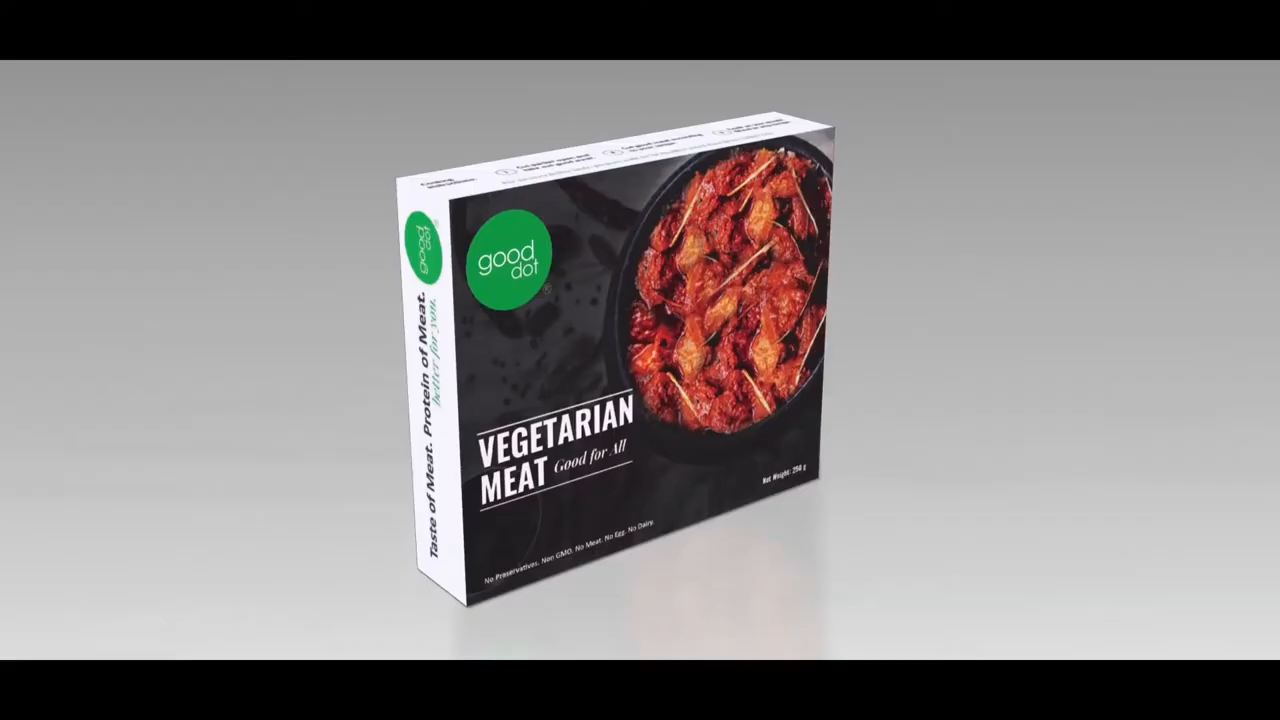 good
dot
®
VEGETARIAN
MEAT Good for All
Net Weight: 250 g
No Preservatives. Non GMO. No Meat. No Egg. No Dairy.
good
dot
Taste of Meat. Protein of Meat.
better for you.